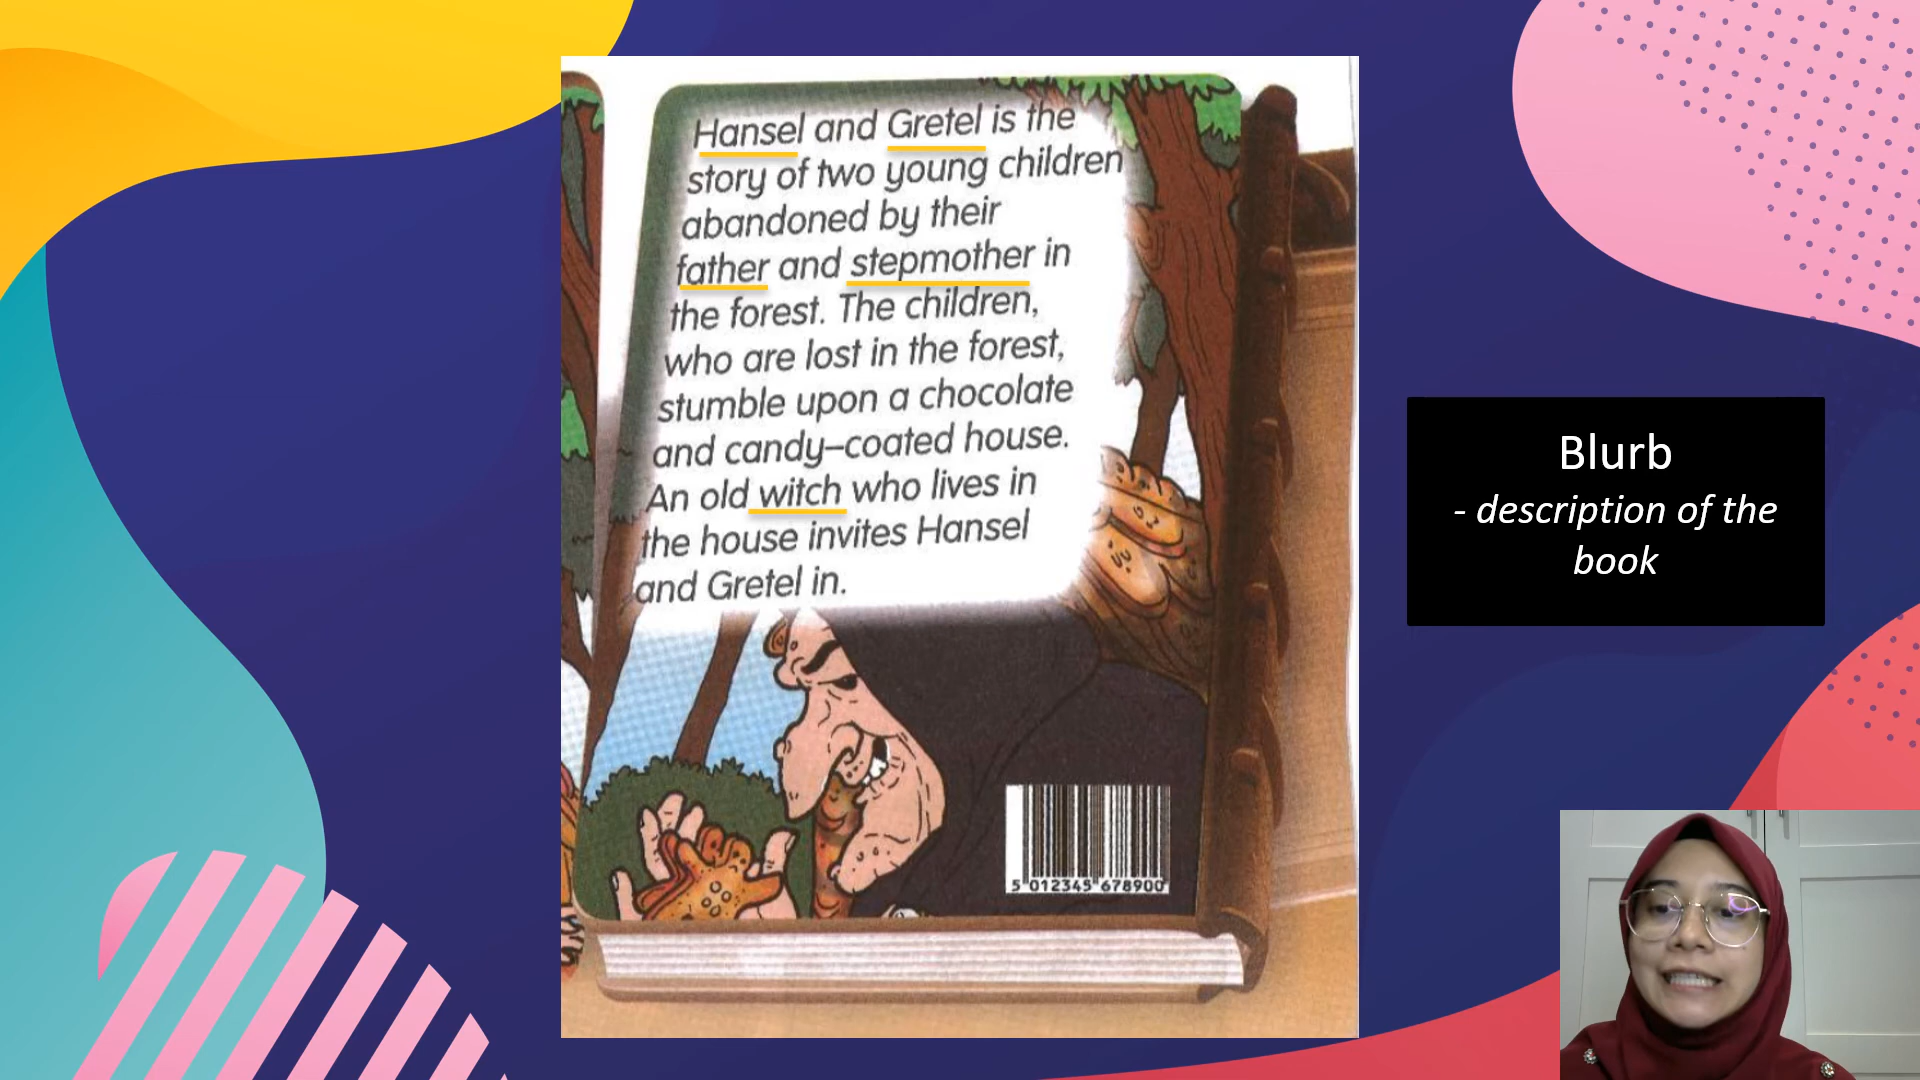 Hansel and Gretel is the
story of two young children
abandoned by their
father and stepmother in
the forest. The children,
who are lost in the forest,
stumble upon a chocolate
and candy–coated house.
An old witch who lives in
the house invites Hansel
and Gretel in.
5 012345 678900
Blurb
- description of the
book